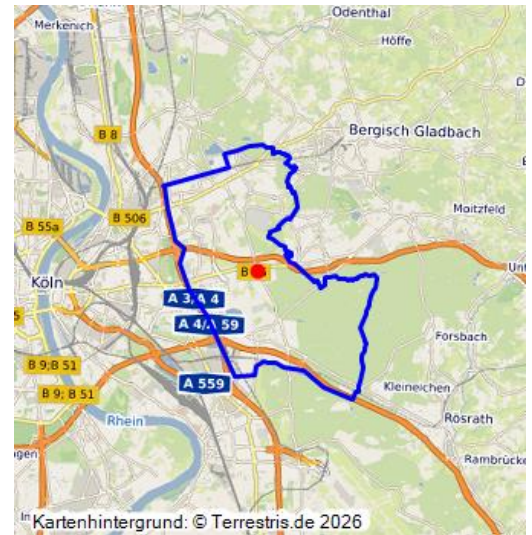 Odenthal
Merkenich
Höffe
B 8
Bergisch Gladbach
Moitzfeld
B 506
B 55a
B
Köln
A 3/A 4
A 4/A 59
Forsbach
B 9;B 51
A 559
Kleineichen
B 9; B 51
Rösrath
Rhein
Rambrücke
Kartenhintergrund: © Terrestris.de 2026